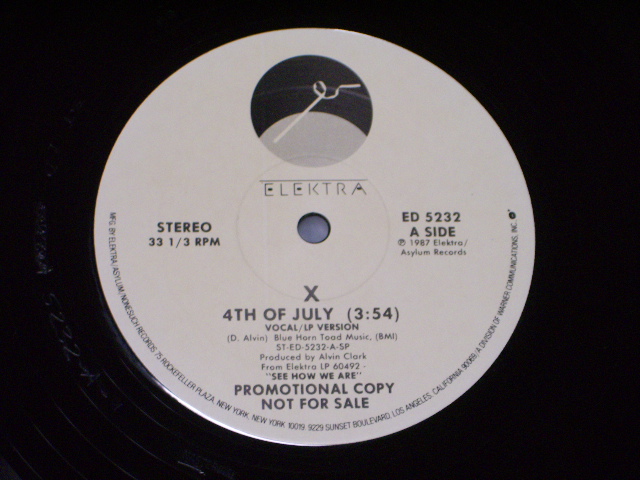 ELEKTRA
STEREO
33 1/3 RPM
ED 5232
A SIDE
℗ 1987 Elektra/
Asylum Records
X
4TH OF JULY (3:54)
VOCAL/LP VERSION
(D. Alvin) Blue Horn Toad Music, (BMI)
ST-ED-5232-A-SP
Produced by Alvin Clark
From Elektra LP 60492 -
"SEE HOW WE ARE"
PROMOTIONAL COPY
NOT FOR SALE
MFG. BY ELEKTRA/ASYLUM/NONESUCH RECORDS, 75 ROCKEFELLER PLAZA, NEW YORK, NEW YORK 10019. 9229 SUNSET BOULEVARD, LOS ANGELES, CALIFORNIA 90069/A DIVISION OF WARNER COMMUNICATIONS, INC.